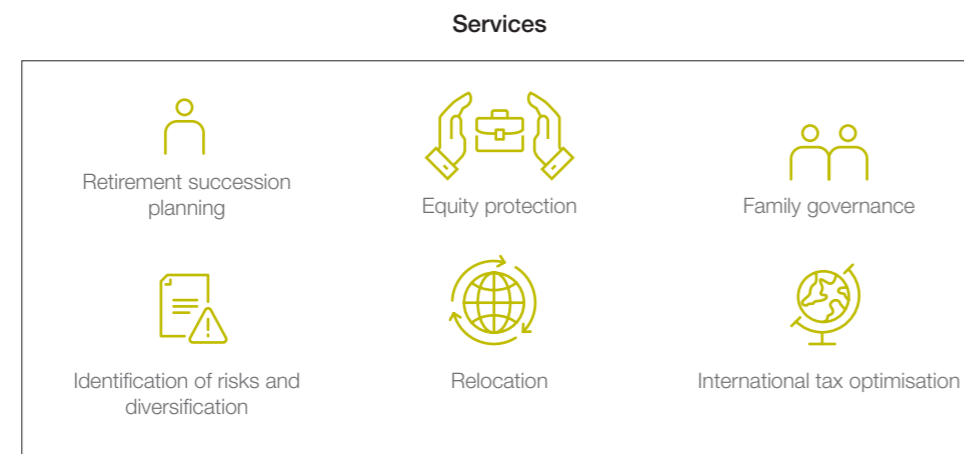 Services
Retirement succession
planning
Equity protection
Family governance
Identification of risks and
diversification
Relocation
International tax optimisation